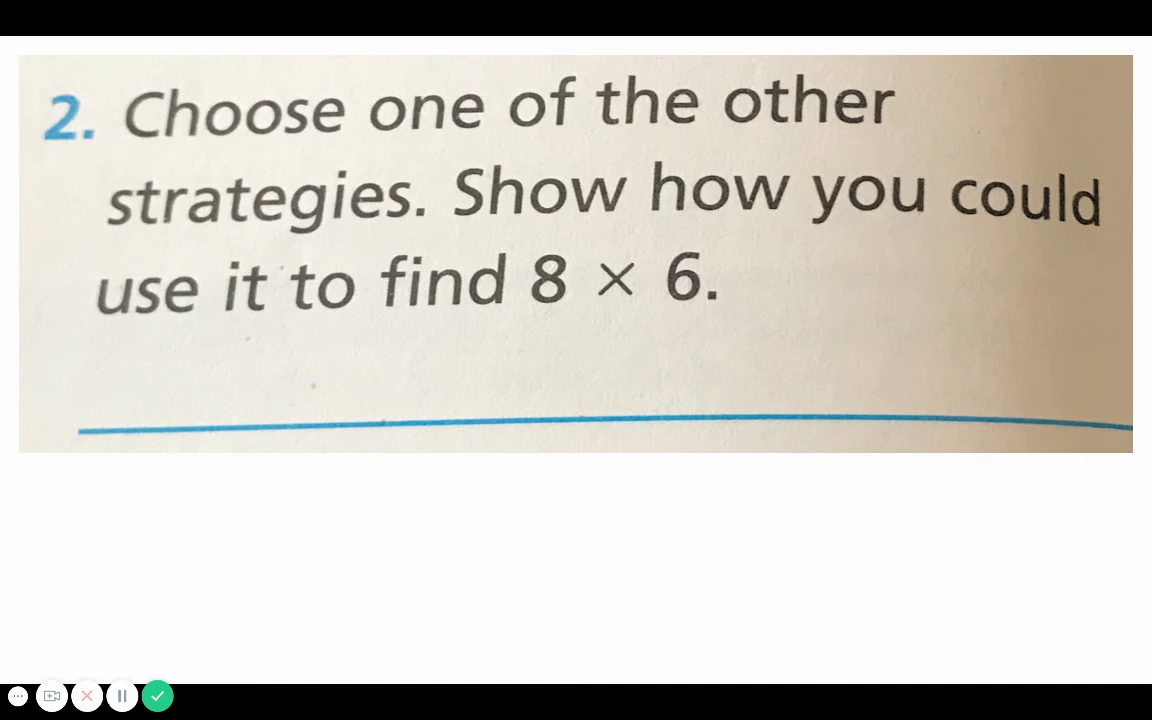 2. Choose one of the other
strategies. Show how you could
use it to find 8 × 6.